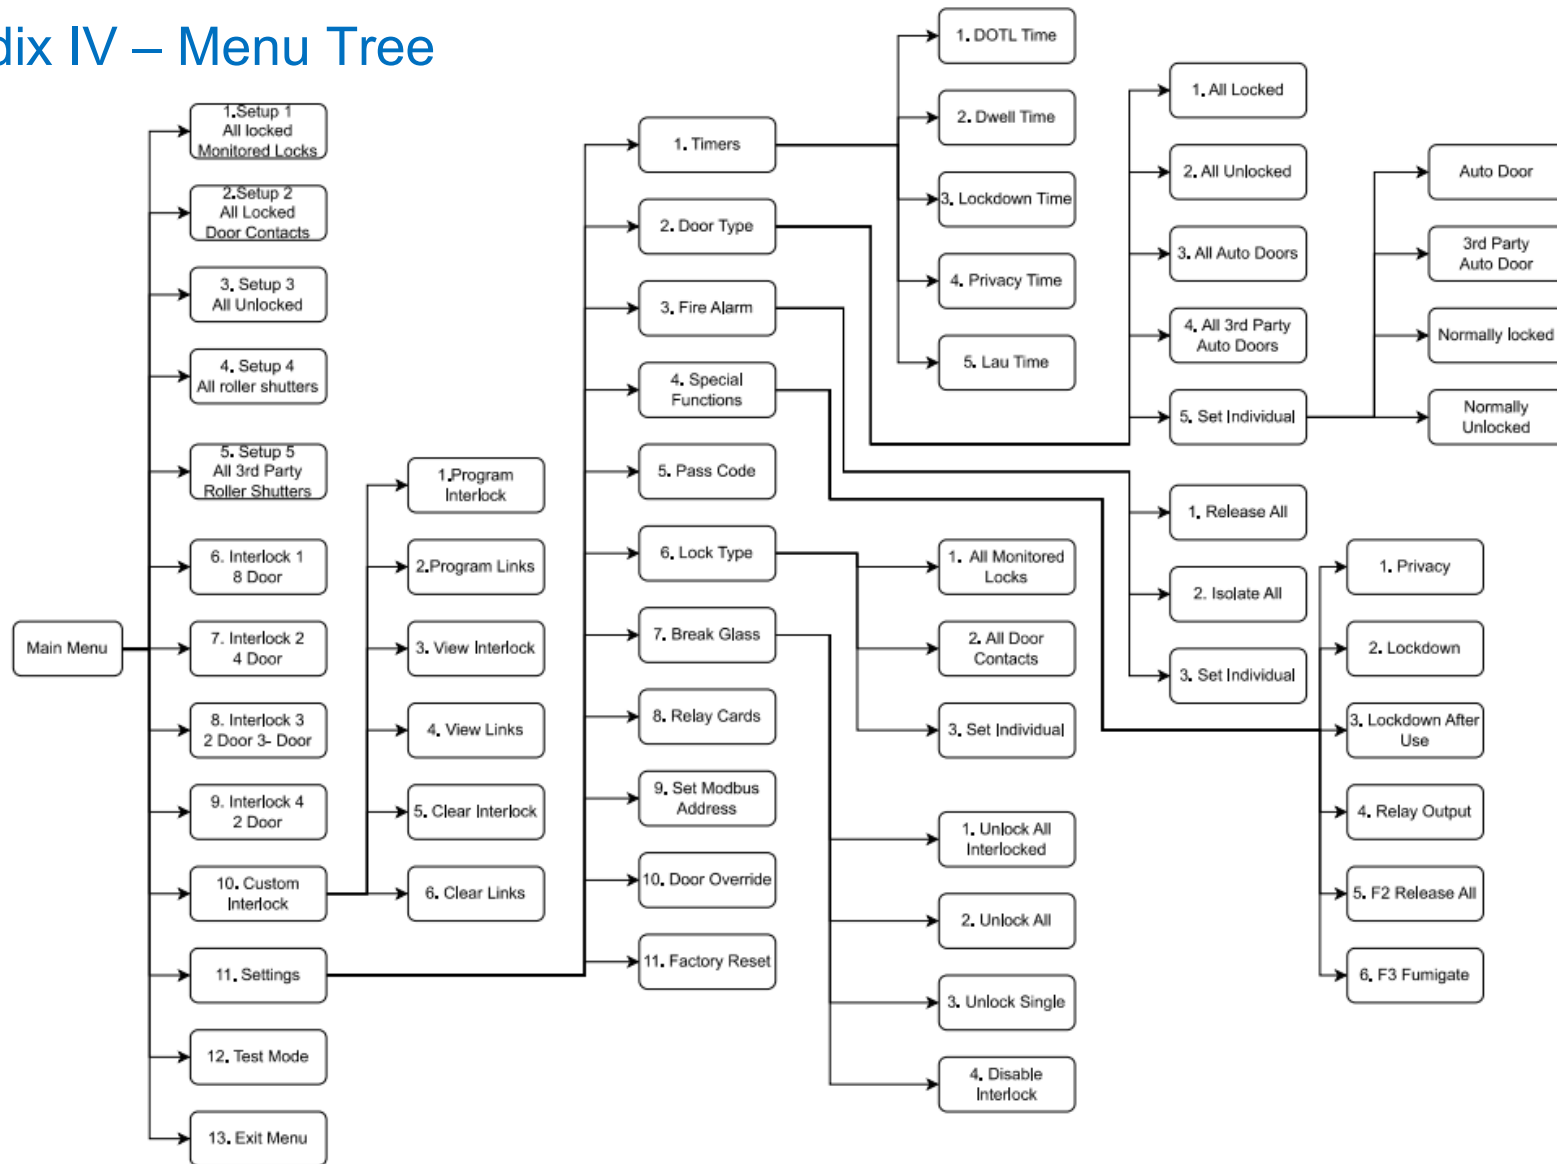 dix IV – Menu Tree
Main Menu
1.Setup 1
All locked
Monitored Locks
2.Setup 2
All Locked
Door Contacts
3. Setup 3
All Unlocked
4. Setup 4
All roller shutters
5. Setup 5
All 3rd Party
Roller Shutters
6. Interlock 1
8 Door
7. Interlock 2
4 Door
8. Interlock 3
2 Door 3- Door
9. Interlock 4
2 Door
10. Custom
Interlock
11. Settings
12. Test Mode
13. Exit Menu
1.Program
Interlock
2.Program Links
3. View Interlock
4. View Links
5. Clear Interlock
6. Clear Links
1. Timers
2. Door Type
3. Fire Alarm
4. Special
Functions
5. Pass Code
6. Lock Type
7. Break Glass
8. Relay Cards
9. Set Modbus
Address
10. Door Override
11. Factory Reset
1. DOTL Time
2. Dwell Time
3. Lockdown Time
4. Privacy Time
5. Lau Time
1. All Monitored
Locks
2. All Door
Contacts
3. Set Individual
1. Unlock All
Interlocked
2. Unlock All
3. Unlock Single
4. Disable
Interlock
1. All Locked
2. All Unlocked
3. All Auto Doors
4. All 3rd Party
Auto Doors
5. Set Individual
1. Release All
2. Isolate All
3. Set Individual
Auto Door
3rd Party
Auto Door
Normally locked
Normally
Unlocked
1. Privacy
2. Lockdown
3. Lockdown After
Use
4. Relay Output
5. F2 Release All
6. F3 Fumigate